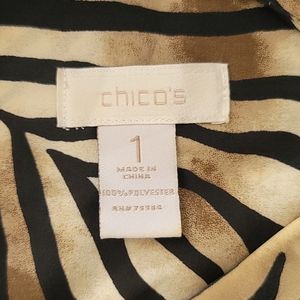 chico's
1
MADE IN
CHINA
100% POLYESTER